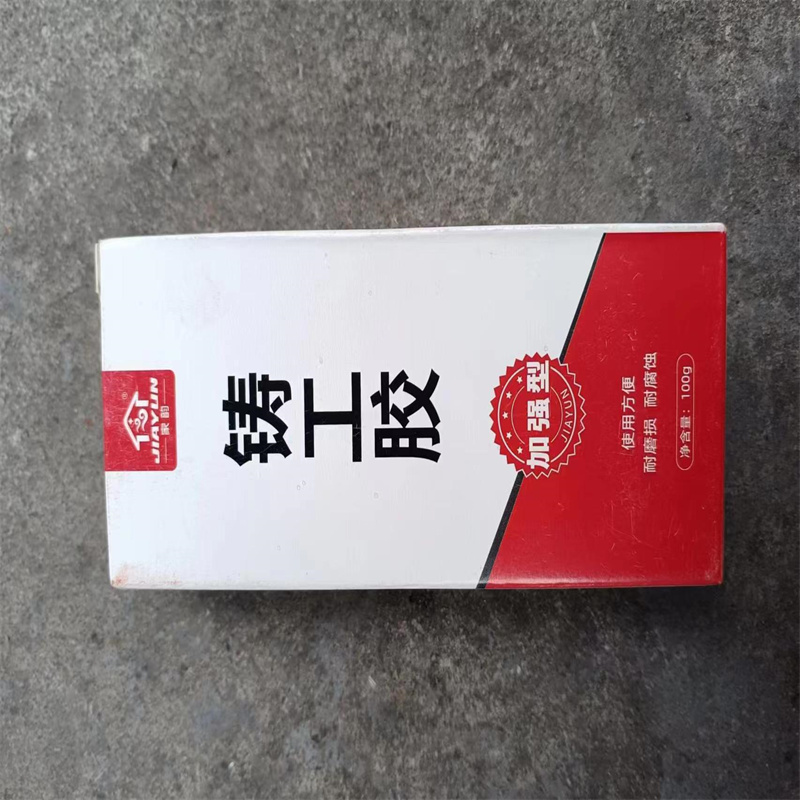 JIAYUN
家韵
铸工胶
加强型
JIAYUN
使用方便
耐磨损 耐腐蚀
净含量：100g